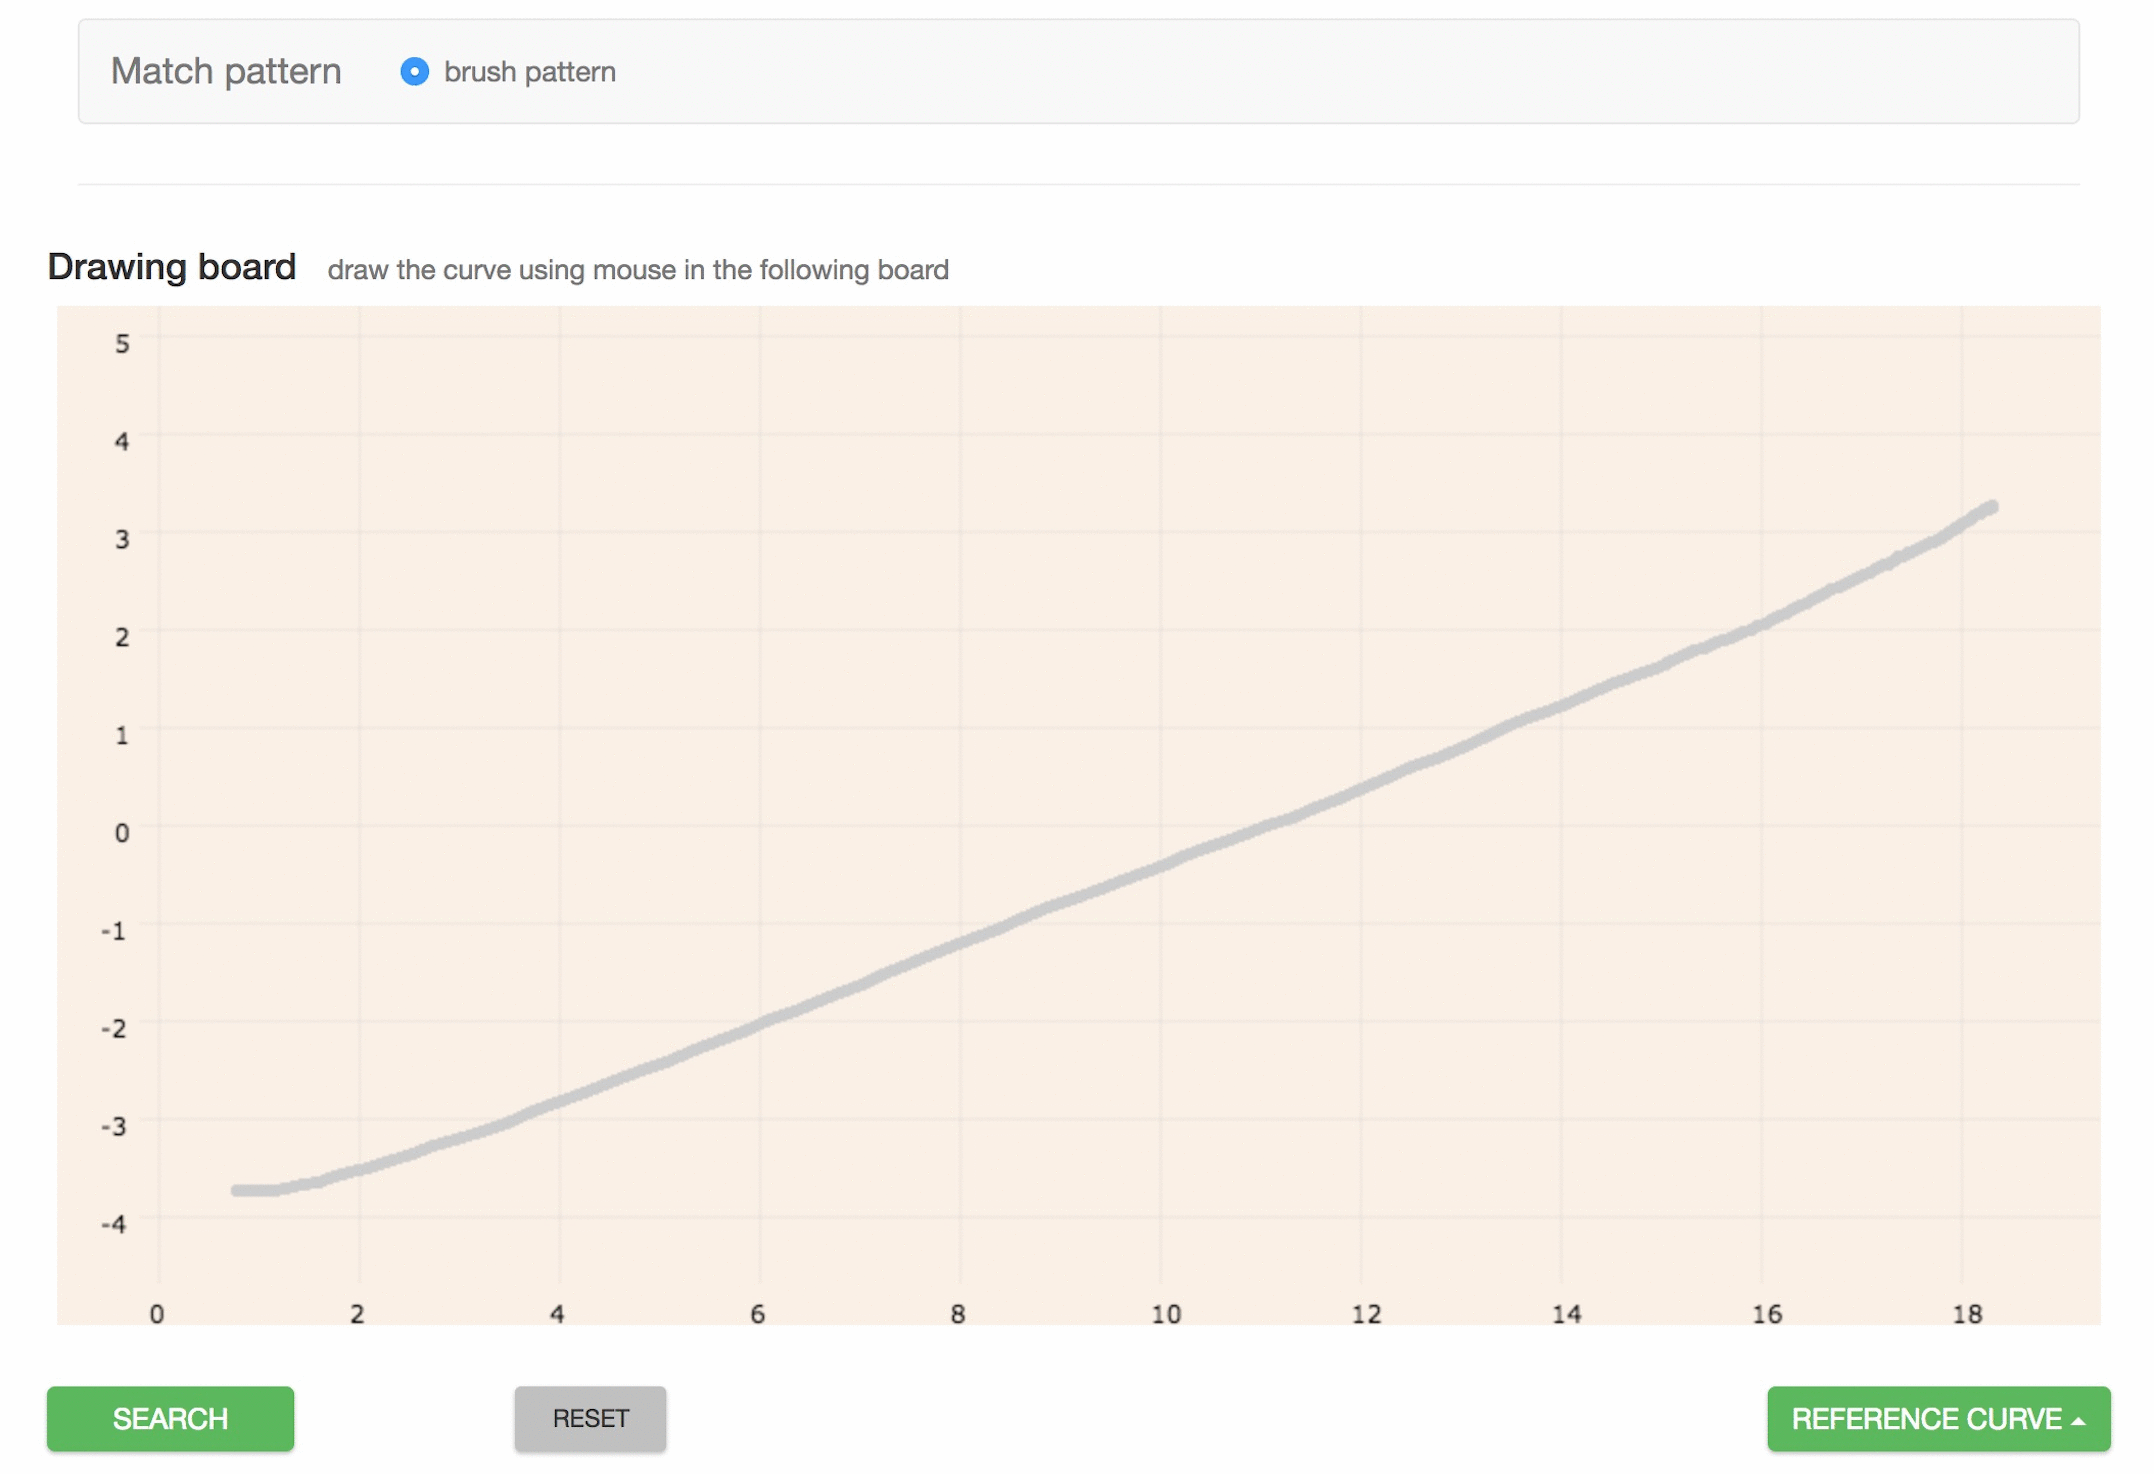 Match pattern brush pattern
Drawing board draw the curve using mouse in the following board
5
4
3
2
1
0
-1
-2
-3
-4
0 2 4 6 8 10 12 14 16 18
SEARCH RESET REFERENCE CURVE